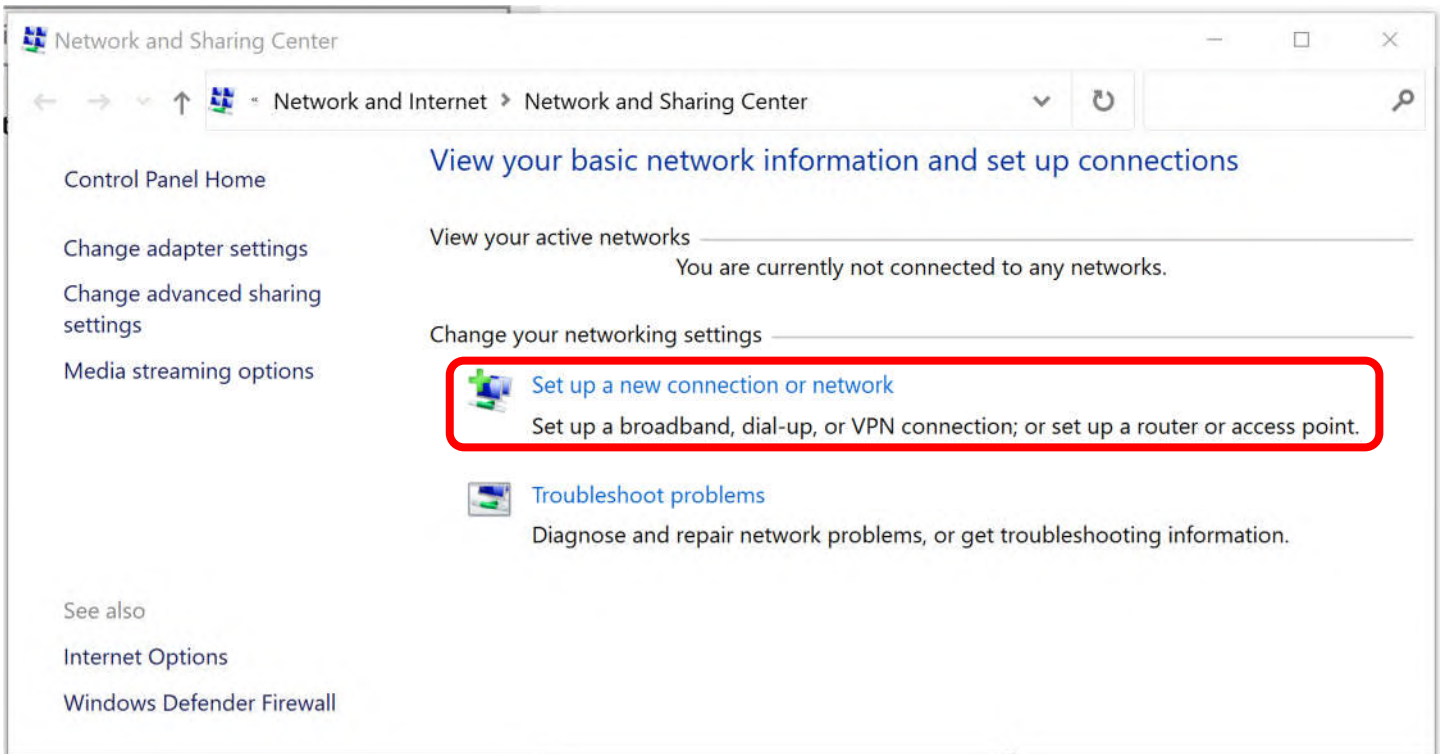 Network and Sharing Center
« Network and Internet > Network and Sharing Center
Control Panel Home
Change adapter settings
Change advanced sharing
settings
Media streaming options
See also
Internet Options
Windows Defender Firewall
View your basic network information and set up connections
View your active networks
You are currently not connected to any networks.
Change your networking settings
Set up a new connection or network
Set up a broadband, dial-up, or VPN connection; or set up a router or access point.
Troubleshoot problems
Diagnose and repair network problems, or get troubleshooting information.